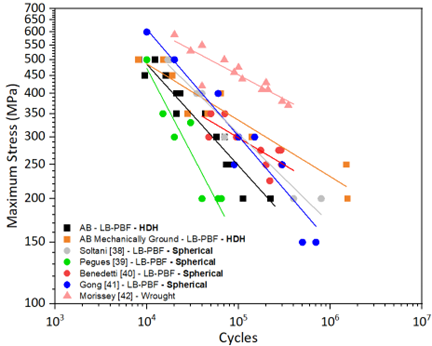 700
650
600
550
500
450
400
350
300
250
200
150
100
Maximum Stress (MPa)
AB - LB-PBF - HDH
AB Mechanically Ground - LB-PBF - HDH
Soltani [38] - LB-PBF - Spherical
Pegues [39] - LB-PBF - Spherical
Benedetti [40] - LB-PBF - Spherical
Gong [41] - LB-PBF - Spherical
Morissey [42] - Wrought
10³ 10⁴ 10⁵ 10⁶ 10⁷
Cycles